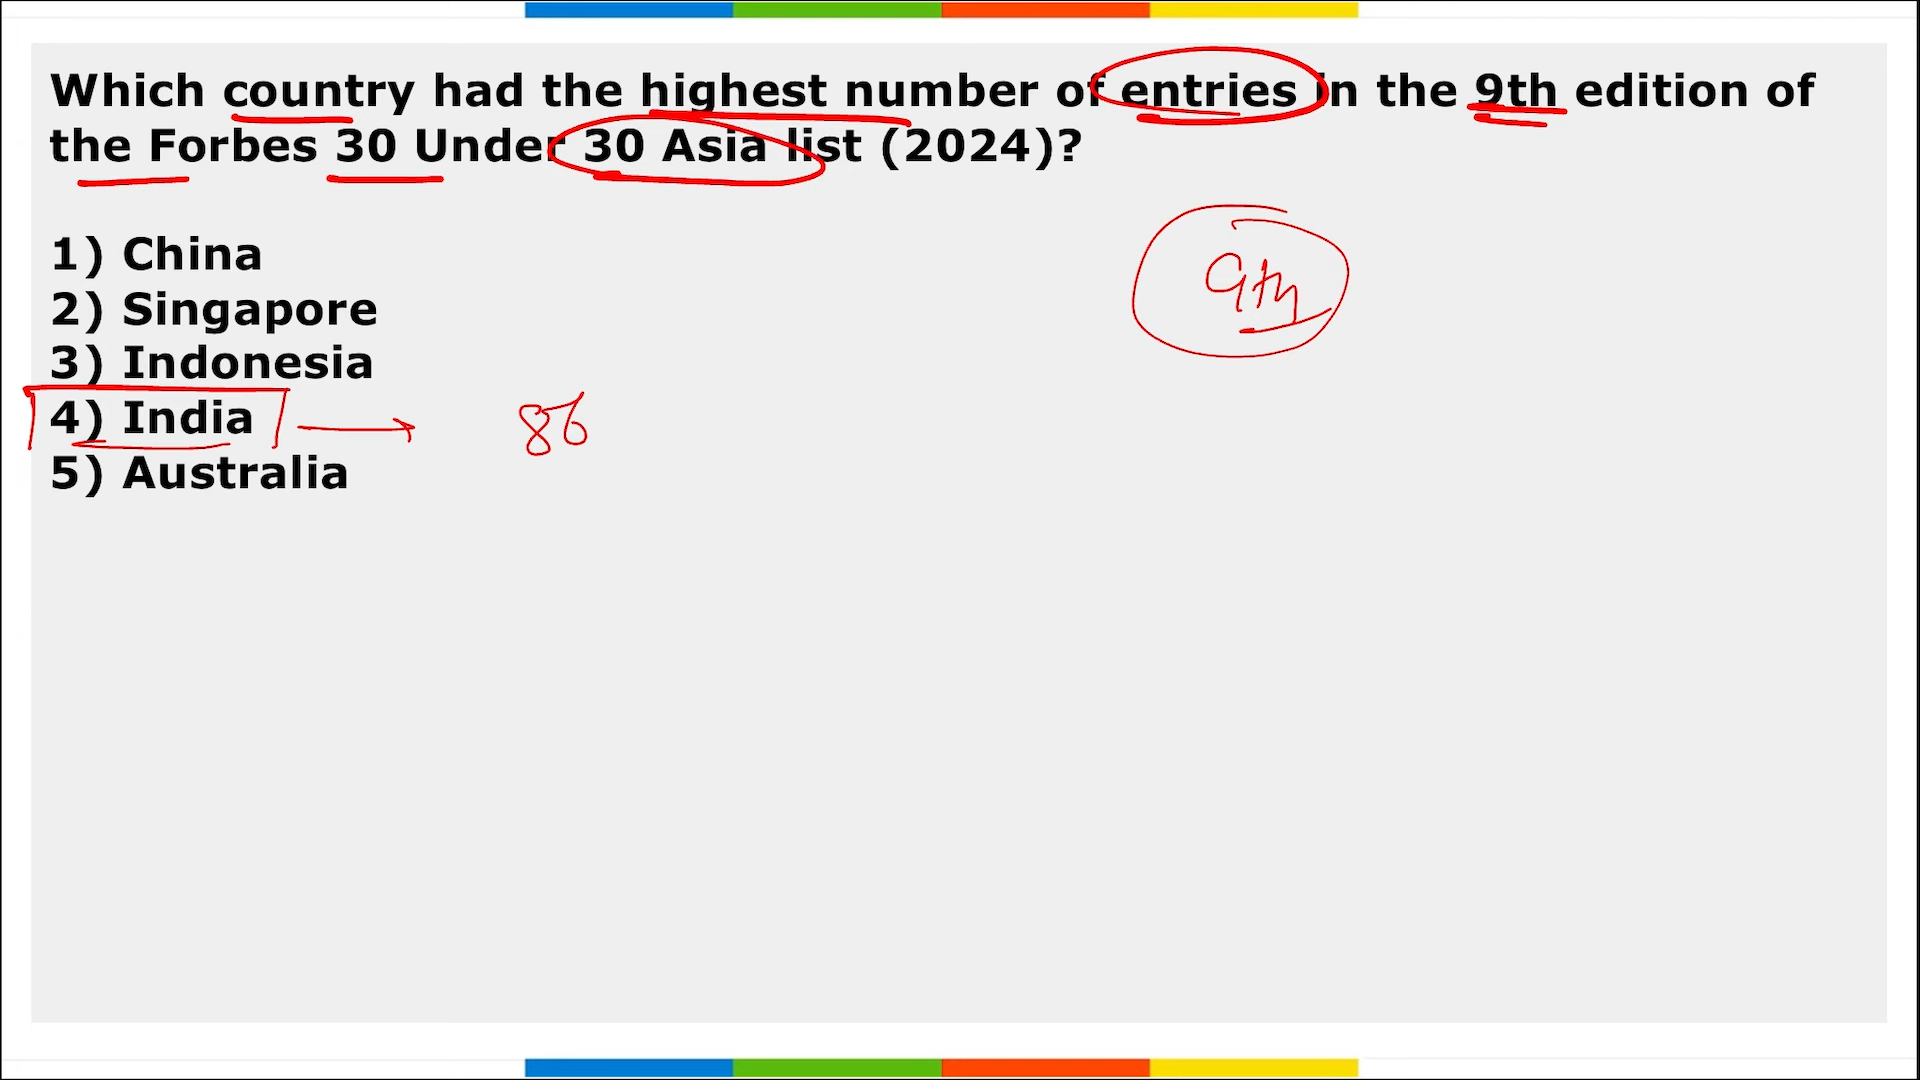 Which country had the highest number of entries in the 9th edition of
the Forbes 30 Under 30 Asia list (2024)?
9th
1) China
2) Singapore
3) Indonesia
4) India → 86
5) Australia